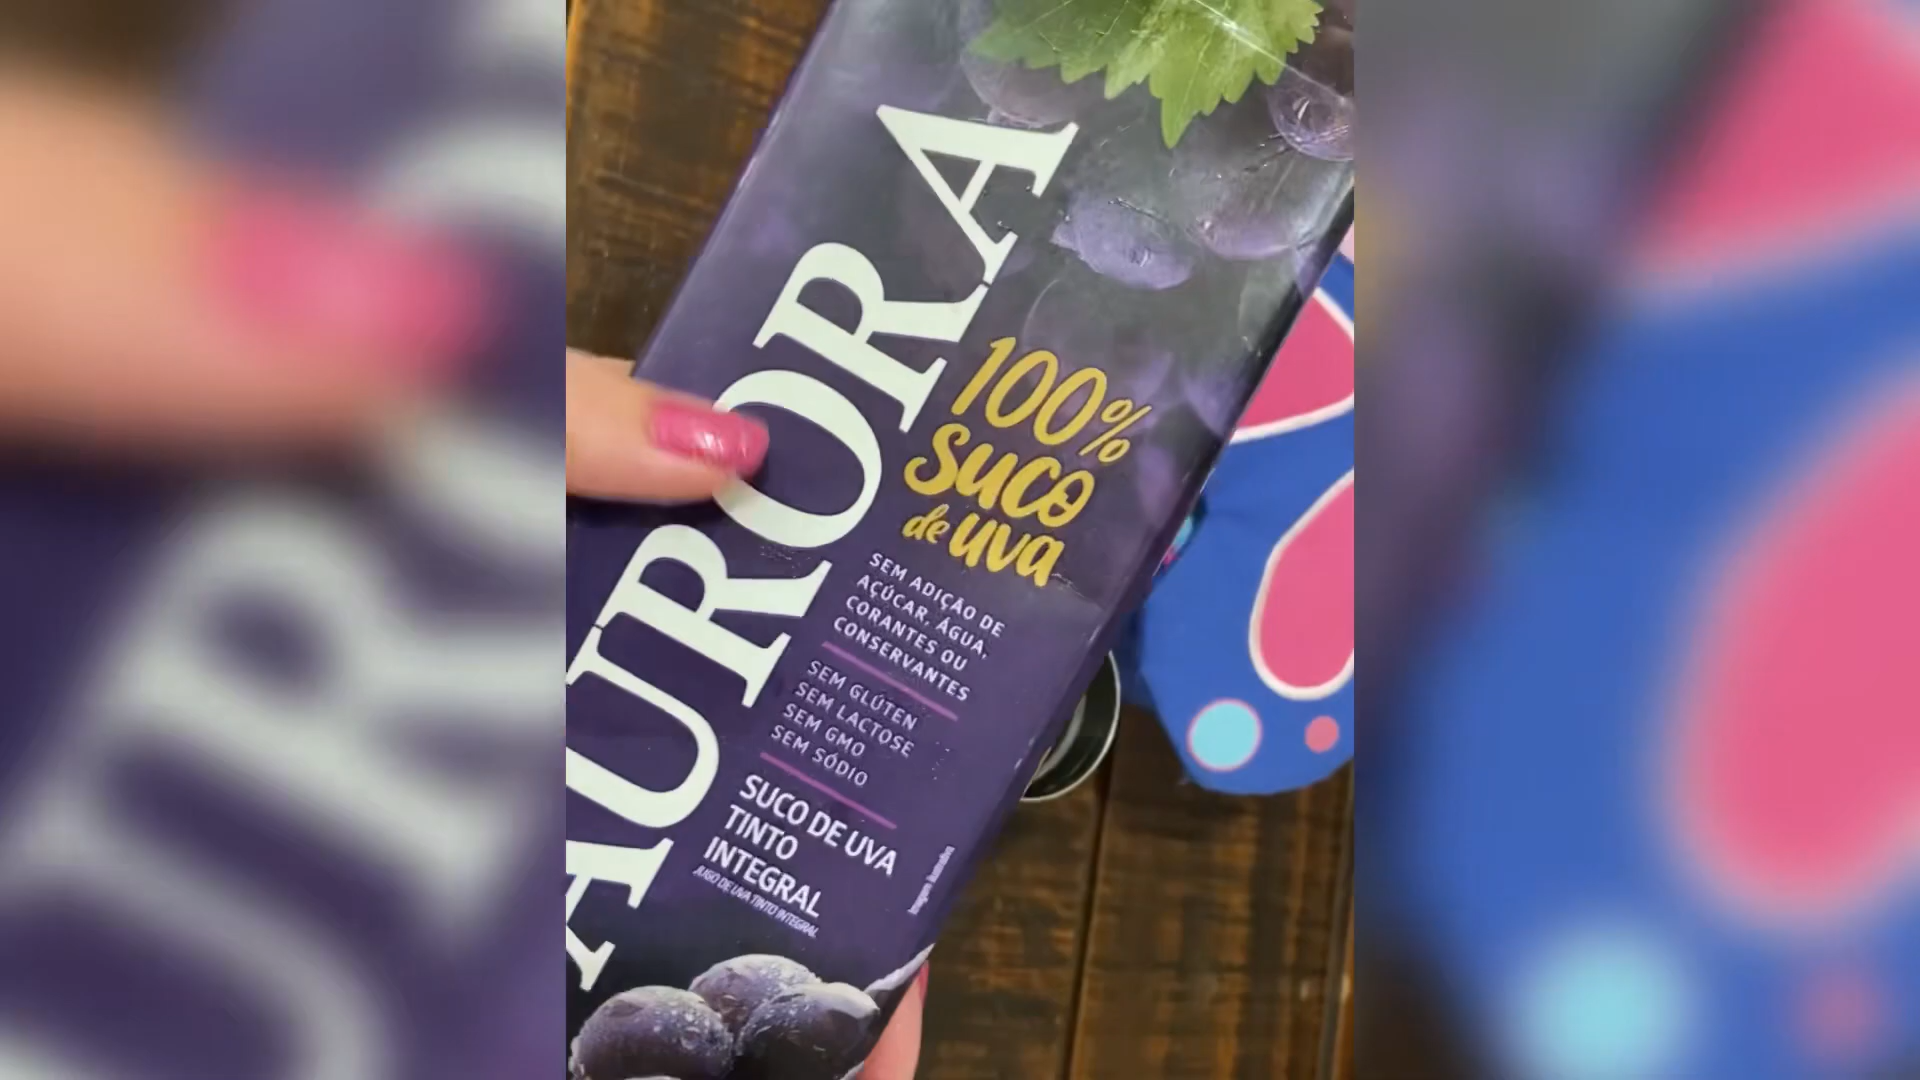 AURORA
100%
Suco
de uva
SEM ADIÇÃO DE
AÇÚCAR, ÁGUA,
CORANTES OU
CONSERVANTES
SEM GLÚTEN
SEM LACTOSE
SEM GMO
SEM SÓDIO
SUCO DE UVA
TINTO
INTEGRAL
JUGO DE UVA TINTO INTEGRAL